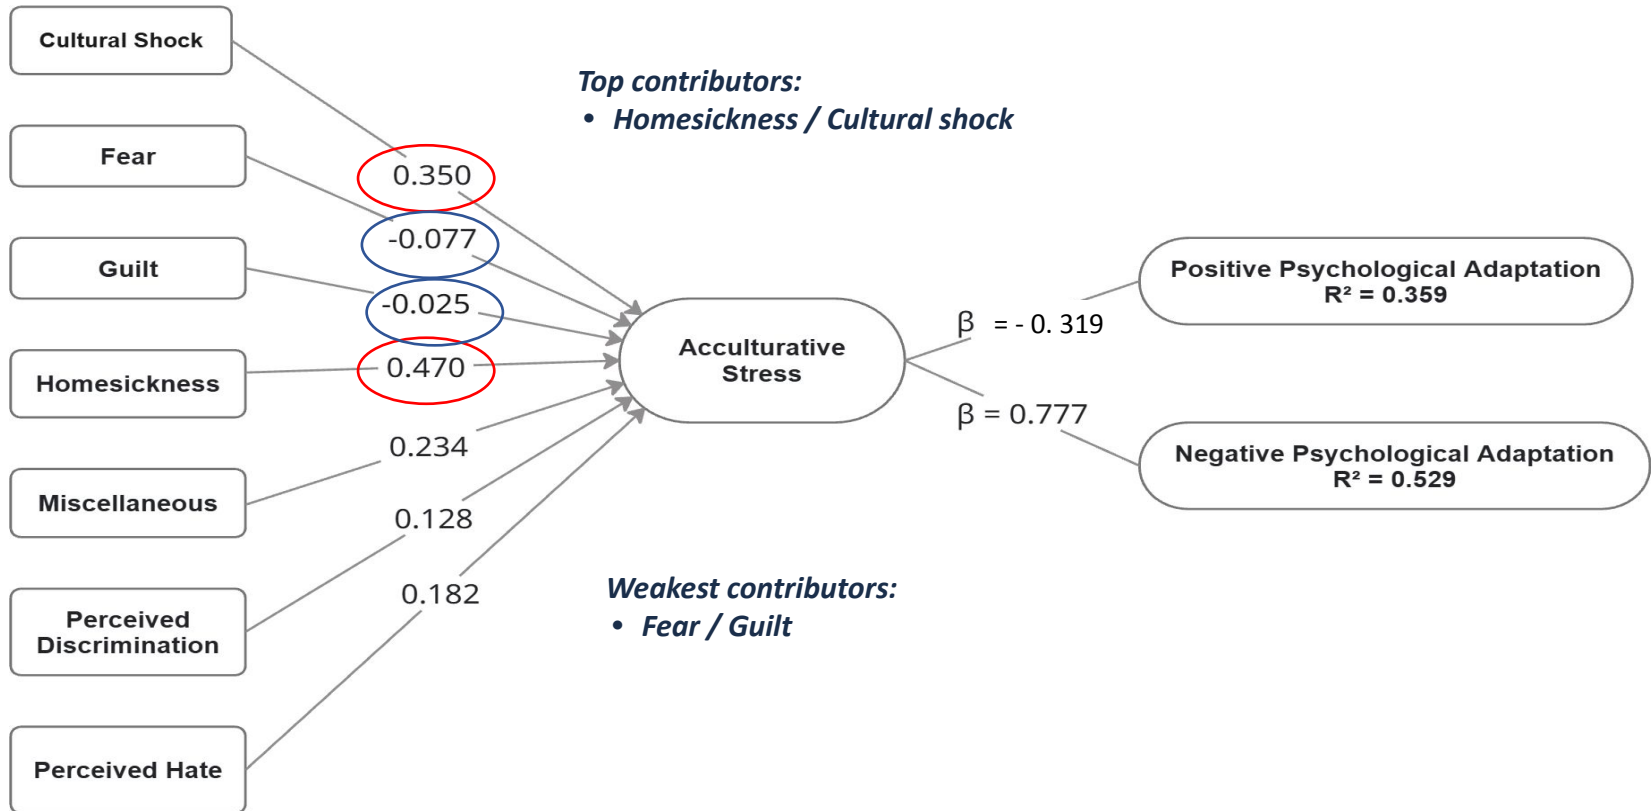 Cultural Shock
Top contributors:
• Homesickness / Cultural shock
Fear
0.350
-0.077
Guilt
-0.025
Positive Psychological Adaptation
R² = 0.359
β = - 0. 319
Homesickness
0.470
Acculturative
Stress
β = 0.777
Negative Psychological Adaptation
R² = 0.529
Miscellaneous
0.234
0.128
Perceived
Discrimination
0.182
Weakest contributors:
• Fear / Guilt
Perceived Hate